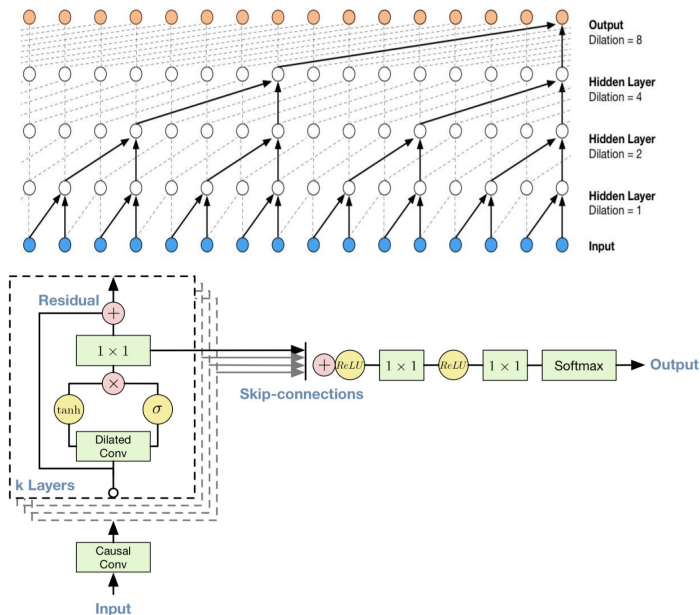 Output
Dilation = 8
Hidden Layer
Dilation = 4
Hidden Layer
Dilation = 2
Hidden Layer
Dilation = 1
Input
Residual
+
1 × 1
×
tanh
σ
Dilated
Conv
k Layers
Causal
Conv
Input
Skip-connections
+
ReLU
1 × 1
ReLU
1 × 1
Softmax
Output